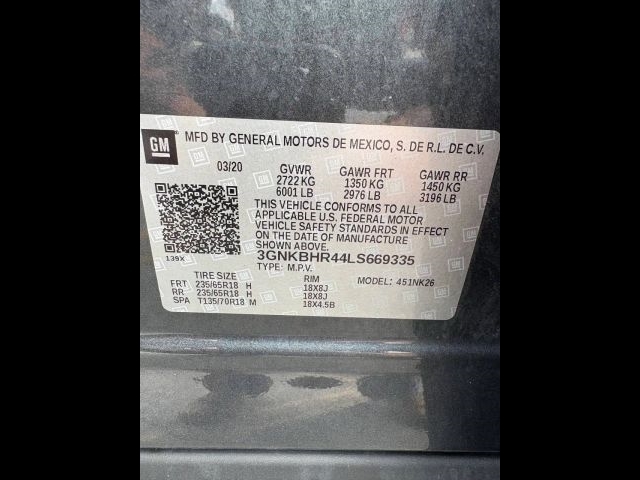 GM MFD BY GENERAL MOTORS DE MEXICO, S. DE R.L. DE C.V.
03/20 GVWR GAWR FRT GAWR RR
2722 KG 1350 KG 1450 KG
6001 LB 2976 LB 3196 LB
THIS VEHICLE CONFORMS TO ALL
APPLICABLE U.S. FEDERAL MOTOR
VEHICLE SAFETY STANDARDS IN EFFECT
ON THE DATE OF MANUFACTURE
SHOWN ABOVE.
139X 3GNKBHR44LS669335
TYPE: M.P.V. MODEL: 451NK26
TIRE SIZE RIM
FRT 235/65R18 H 18X8J
RR 235/65R18 H 18X8J
SPA T135/70R18 M 18X4.5B